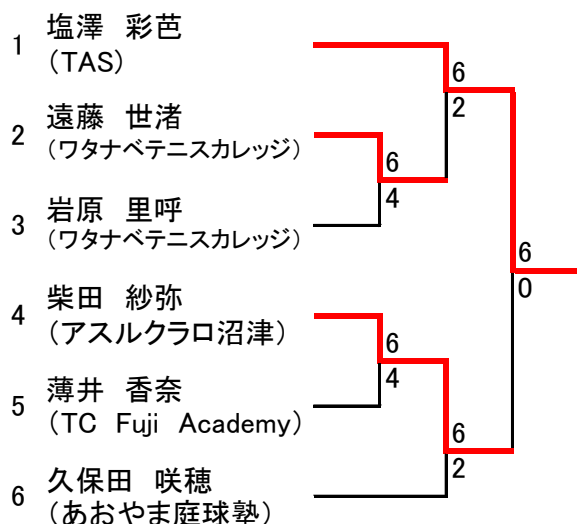 1 塩澤 彩芭
(TAS)
6
2
2 遠藤 世渚
(ワタナベテニスカレッジ)
6
4
3 岩原 里呼
(ワタナベテニスカレッジ)
6
0
4 柴田 紗弥
(アスルクラロ沼津)
6
4
5 薄井 香奈
(TC Fuji Academy)
6
2
6 久保田 咲穂
(あおやま庭球塾)